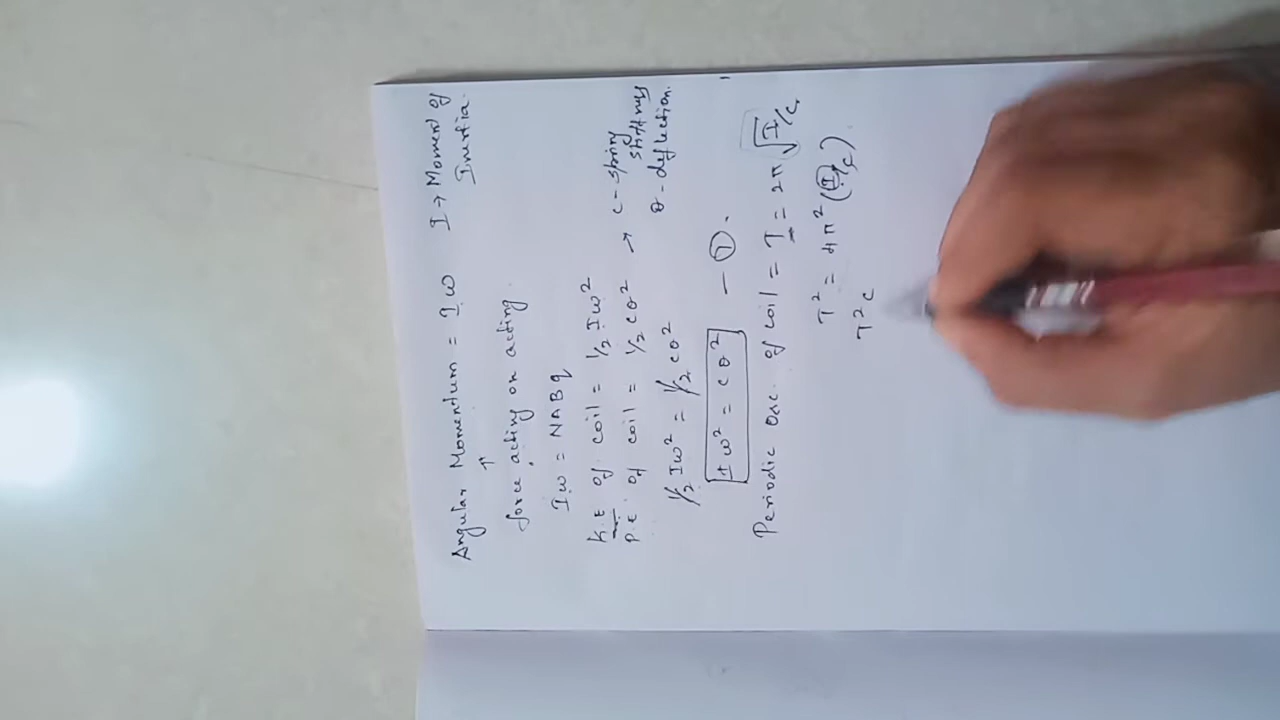 Angular Momentum = Iω I → Moment of Inertia.
↑
force acting on acting
Iω = NABq
K.E of coil = 1/2 Iω²
P.E. of coil = 1/2 cθ² → c - spring stiffness
θ - deflection.
1/2 Iω² = 1/2 cθ²
Iω² = cθ² - ①.
Periodic osc. of coil = T = 2π √I/c
T² = 4π² (I/c).
T²c